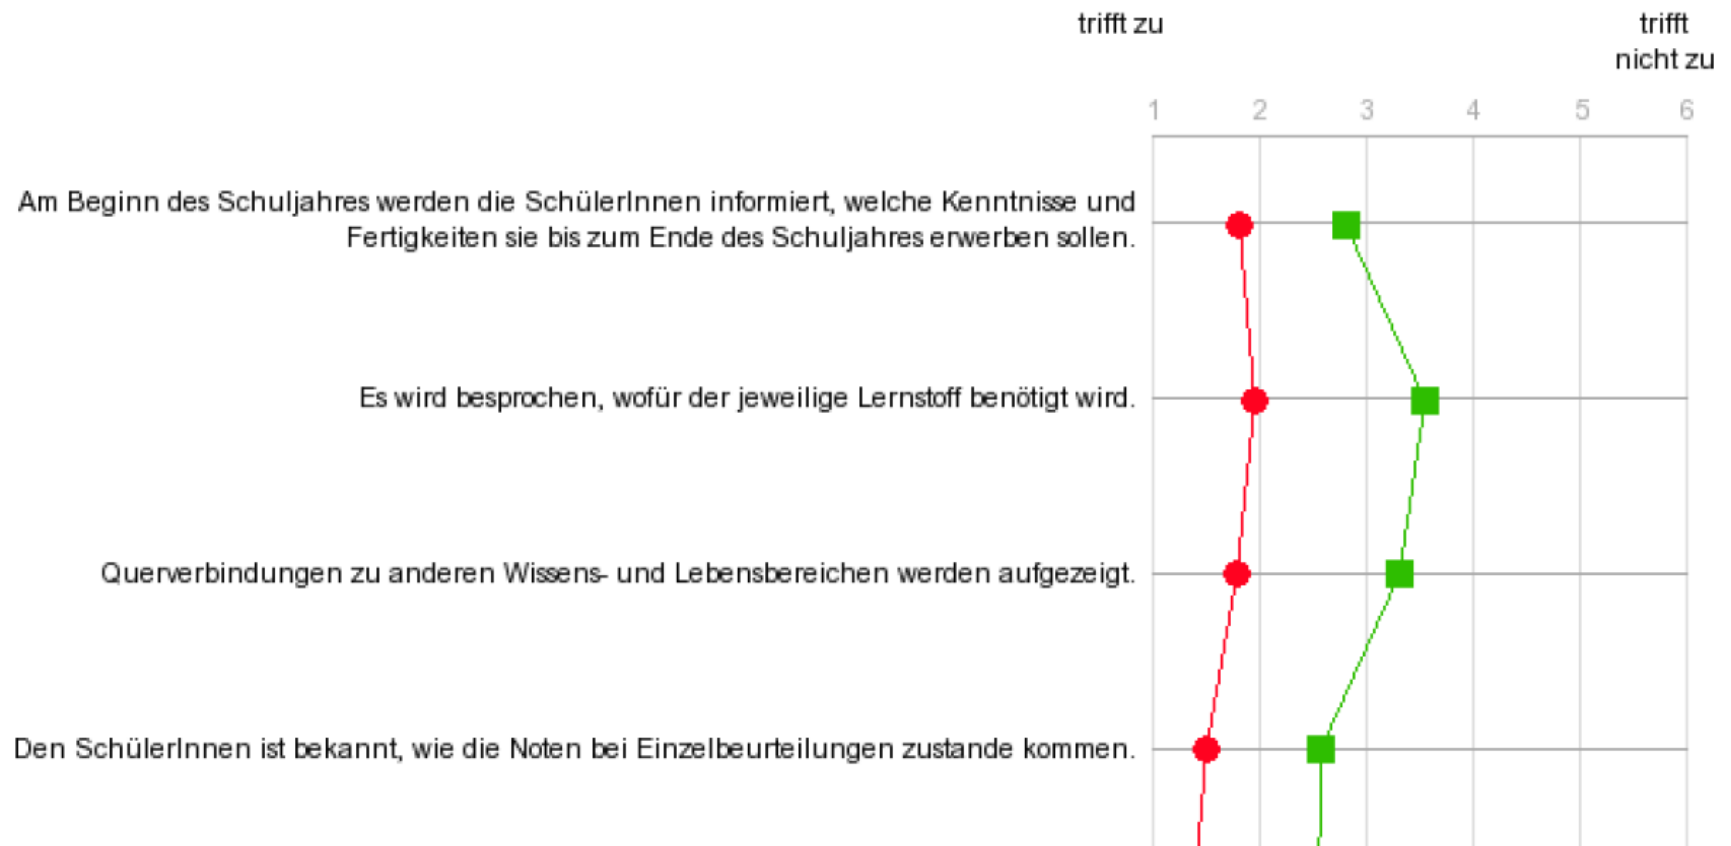 trifft zu
trifft
nicht zu
1 2 3 4 5 6
Am Beginn des Schuljahres werden die SchülerInnen informiert, welche Kenntnisse und
Fertigkeiten sie bis zum Ende des Schuljahres erwerben sollen.
Es wird besprochen, wofür der jeweilige Lernstoff benötigt wird.
Querverbindungen zu anderen Wissens- und Lebensbereichen werden aufgezeigt.
Den SchülerInnen ist bekannt, wie die Noten bei Einzelbeurteilungen zustande kommen.